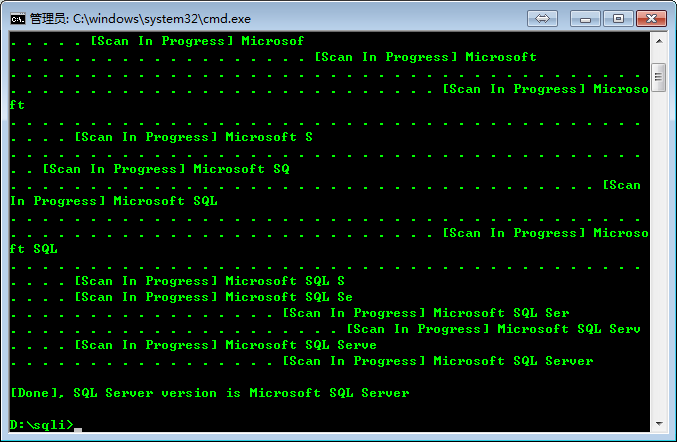 管理员: C:\windows\system32\cmd.exe
. . . . . [Scan In Progress] Microsof
. . . . . . . . . . . . . . . . . . . [Scan In Progress] Microsoft
. . . . . . . . . . . . . . . . . . . . . . . . . . . . . . . . . . . . . . . .
. . . . . . . . . . . . . . . . . . . . . . . . . . . [Scan In Progress] Microso
ft
. . . . . . . . . . . . . . . . . . . . . . . . . . . . . . . . . . . . . . . .
. . . . [Scan In Progress] Microsoft S
. . . . . . . . . . . . . . . . . . . . . . . . . . . . . . . . . . . . . . . .
. . [Scan In Progress] Microsoft SQ
. . . . . . . . . . . . . . . . . . . . . . . . . . . . . . . . . . . . . [Scan
In Progress] Microsoft SQL
. . . . . . . . . . . . . . . . . . . . . . . . . . . . . . . . . . . . . . . .
. . . . . . . . . . . . . . . . . . . . . . . . . . . [Scan In Progress] Microso
ft SQL
. . . . . . . . . . . . . . . . . . . . . . . . . . . . . . . . . . . . . . . .
. . . . [Scan In Progress] Microsoft SQL S
. . . . [Scan In Progress] Microsoft SQL Se
. . . . . . . . . . . . . . . . . [Scan In Progress] Microsoft SQL Ser
. . . . . . . . . . . . . . . . . . . . . [Scan In Progress] Microsoft SQL Serv
. . . . [Scan In Progress] Microsoft SQL Serve
. . . . . . . . . . . . . . . . . [Scan In Progress] Microsoft SQL Server
[Done], SQL Server version is Microsoft SQL Server
D:\sqli>_